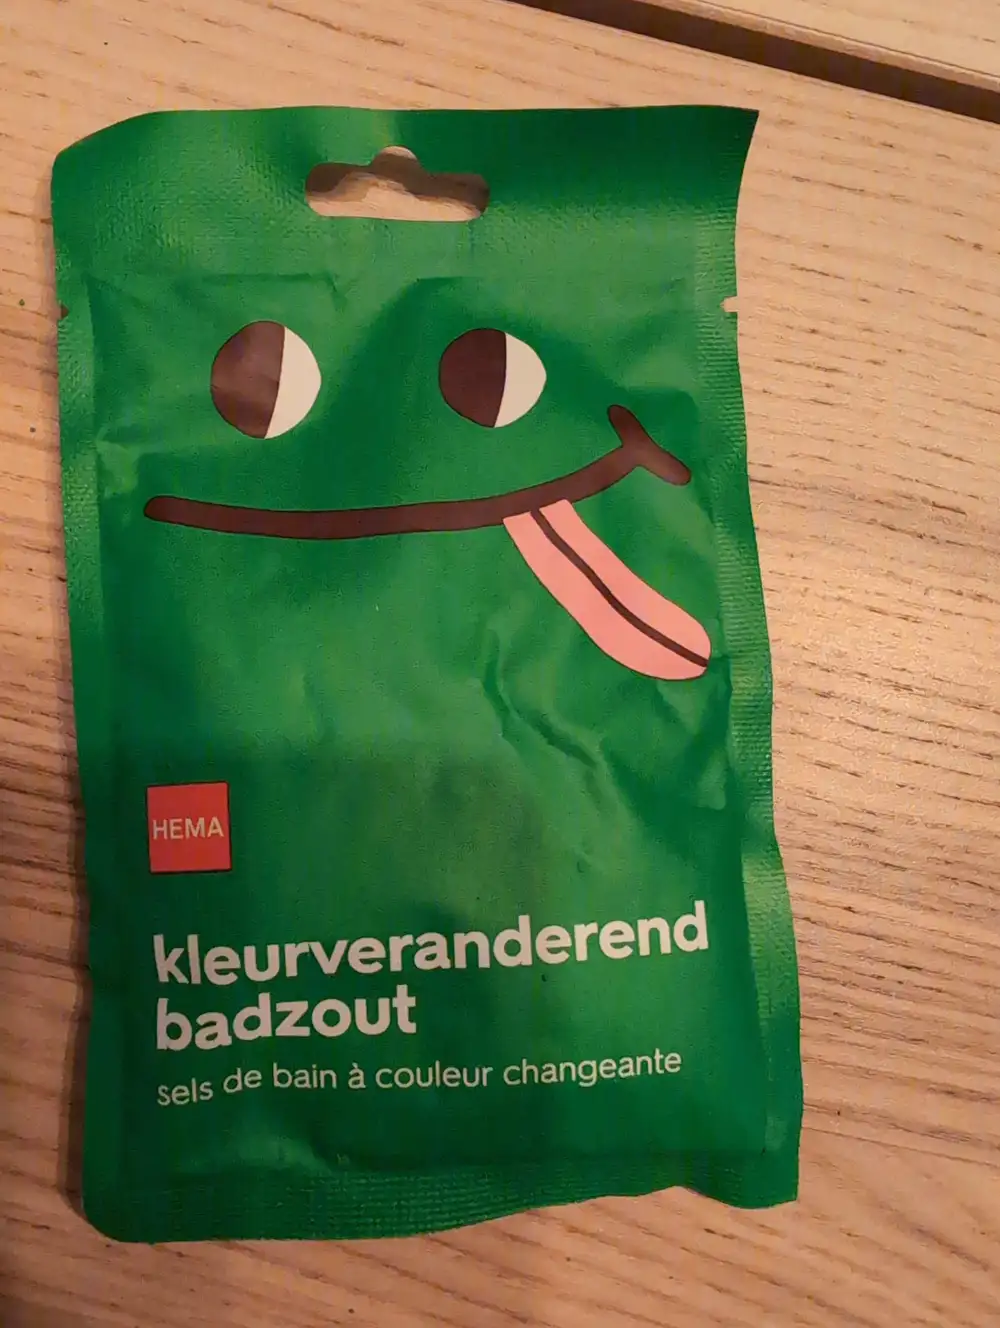 HEMA
kleurveranderend
badzout
sels de bain à couleur changeante